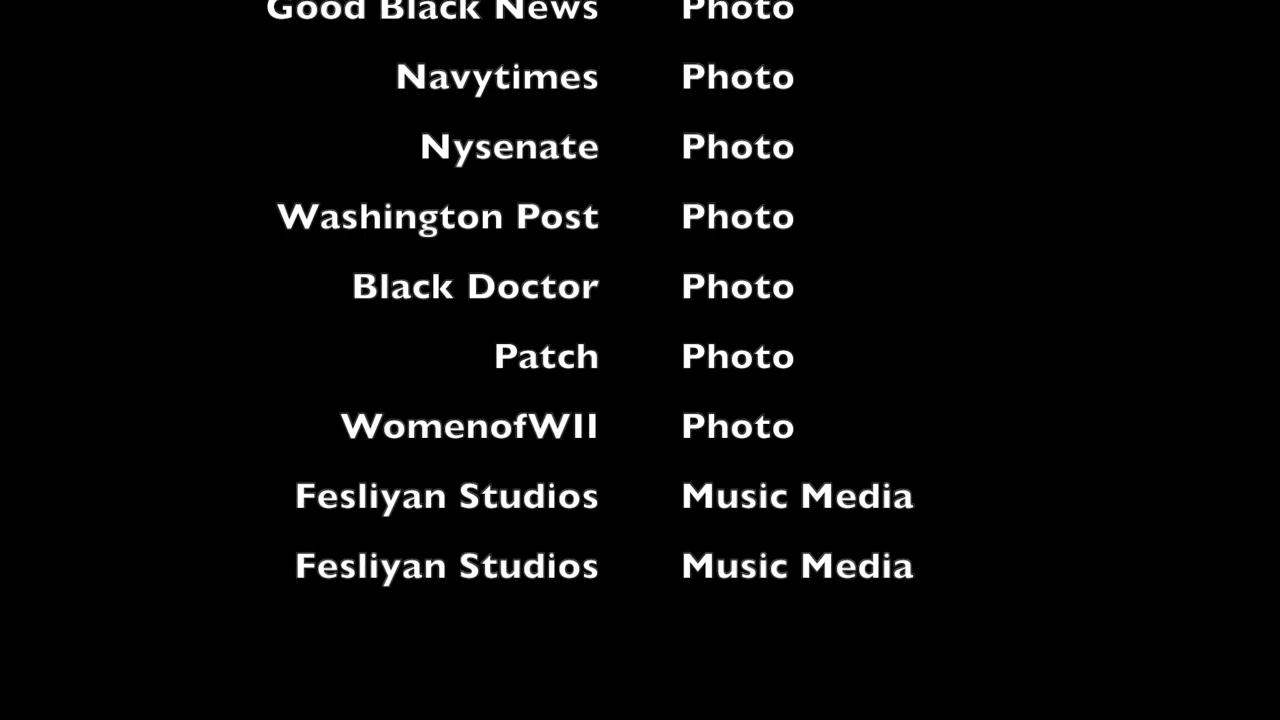 Good Black News Photo
Navytimes Photo
Nysenate Photo
Washington Post Photo
Black Doctor Photo
Patch Photo
WomenofWII Photo
Fesliyan Studios Music Media
Fesliyan Studios Music Media